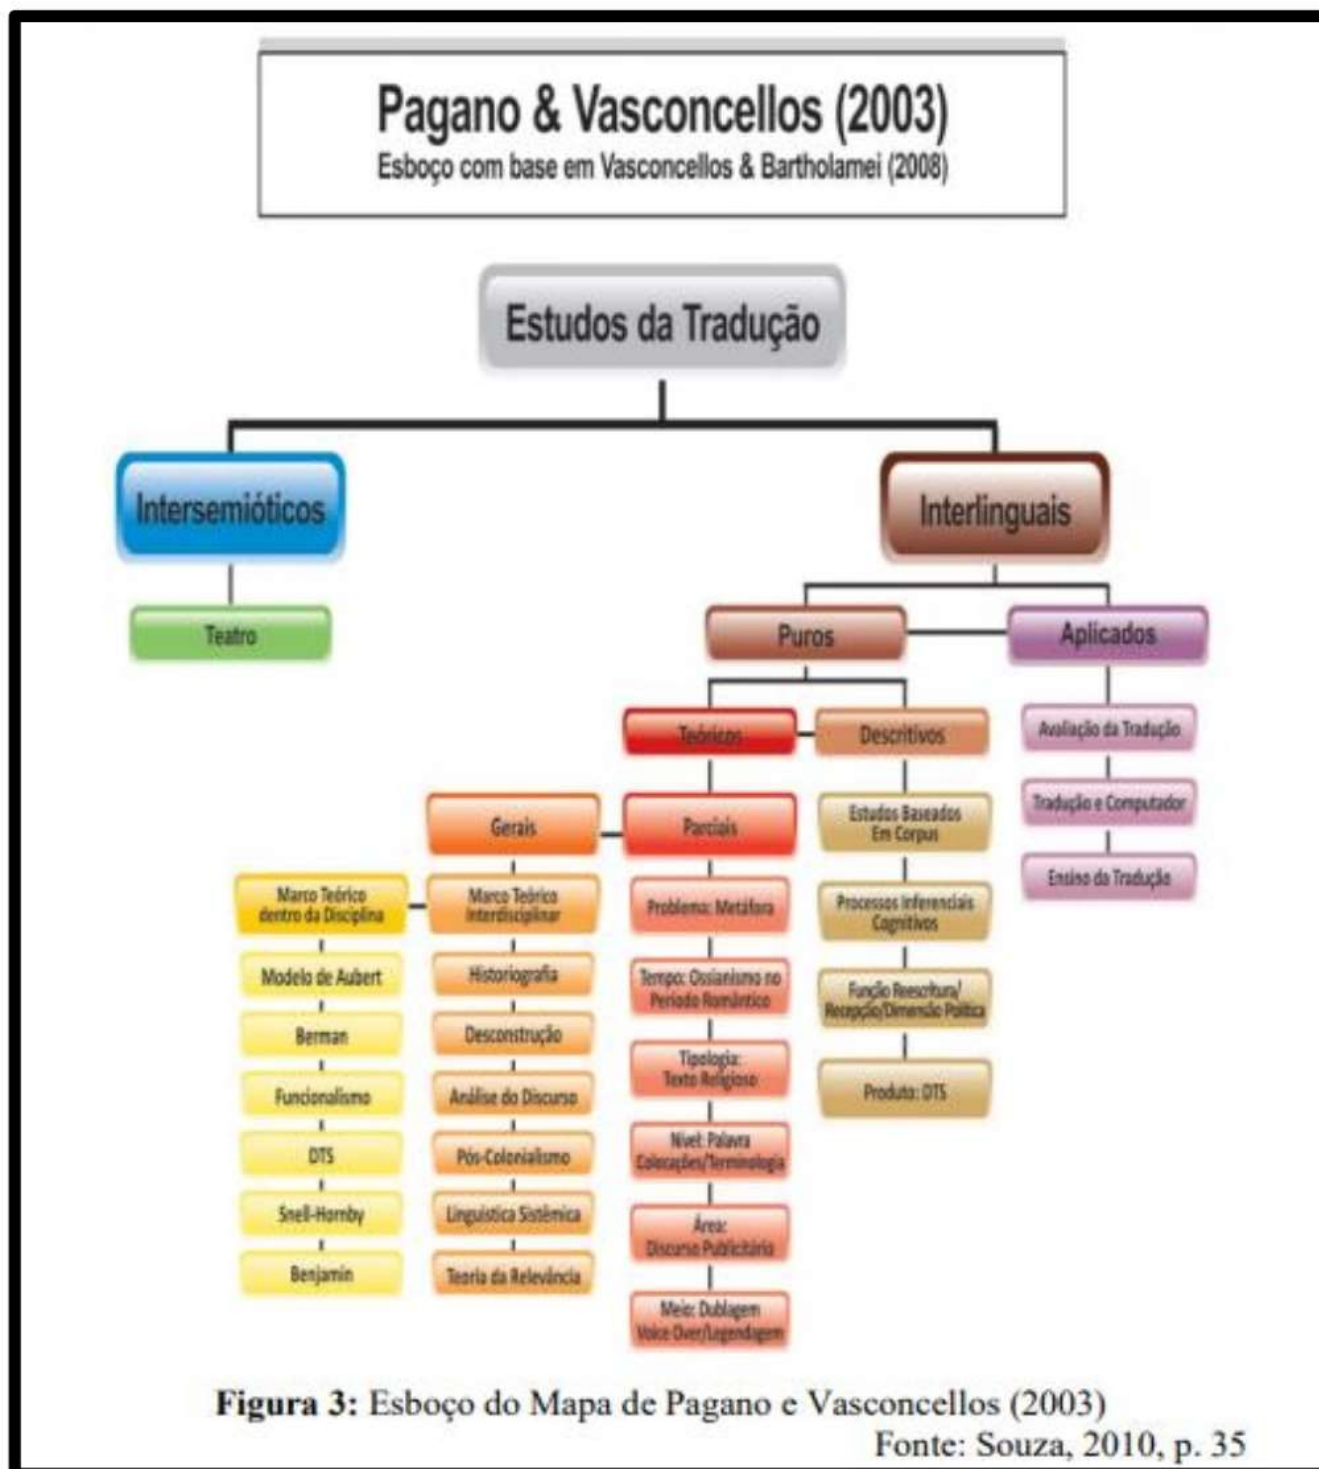 Pagano & Vasconcellos (2003)
Esboço com base em Vasconcellos & Bartholamei (2008)
Estudos da Tradução
Intersemióticos
Interlinguais
Teatro
Puros
Aplicados
Teóricos
Descritivos
Avaliação da Tradução
Tradução e Computador
Ensino da Tradução
Gerais
Parciais
Estudos Baseados
Em Corpus
Processos Inferenciais
Cognitivos
Função Reescritura/
Recepção/Dimensão Política
Produto: DTS
Marco Teórico
dentro da Disciplina
Modelo de Aubert
Berman
Funcionalismo
DTS
Snell-Hornby
Benjamin
Marco Teórico
Interdisciplinar
Historiografia
Desconstrução
Análise do Discurso
Pós-Colonialismo
Linguistica Sistêmica
Teoria da Relevância
Problema: Metáfora
Tempo: Ossianismo no
Período Romântico
Tipologia:
Texto Religioso
Nível: Palavra
Colocações/Terminologia
Área:
Discurso Publicitário
Meio: Dublagem
Voice Over/Legendagem
Figura 3: Esboço do Mapa de Pagano e Vasconcellos (2003)
Fonte: Souza, 2010, p. 35